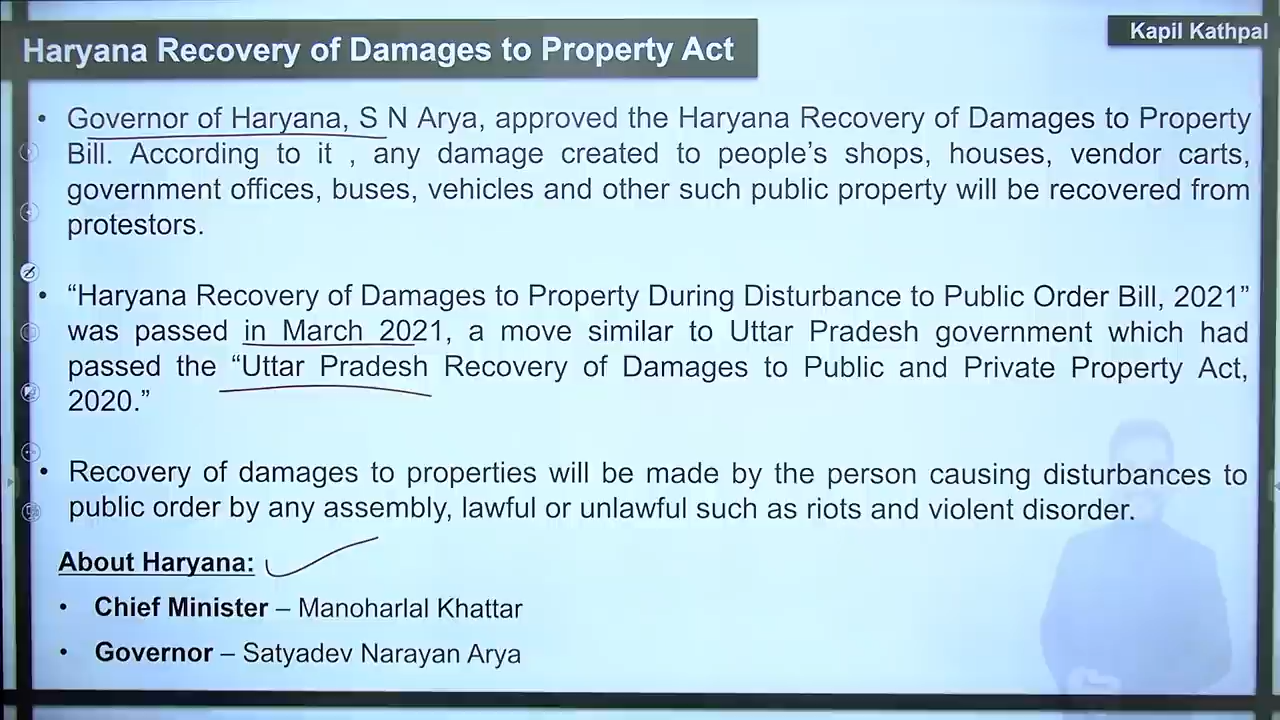 Haryana Recovery of Damages to Property Act
Kapil Kathpal
• Governor of Haryana, S N Arya, approved the Haryana Recovery of Damages to Property
Bill. According to it , any damage created to people’s shops, houses, vendor carts,
government offices, buses, vehicles and other such public property will be recovered from
protestors.
• “Haryana Recovery of Damages to Property During Disturbance to Public Order Bill, 2021”
was passed in March 2021, a move similar to Uttar Pradesh government which had
passed the “Uttar Pradesh Recovery of Damages to Public and Private Property Act,
2020.”
• Recovery of damages to properties will be made by the person causing disturbances to
public order by any assembly, lawful or unlawful such as riots and violent disorder.
About Haryana:
• Chief Minister – Manoharlal Khattar
• Governor – Satyadev Narayan Arya